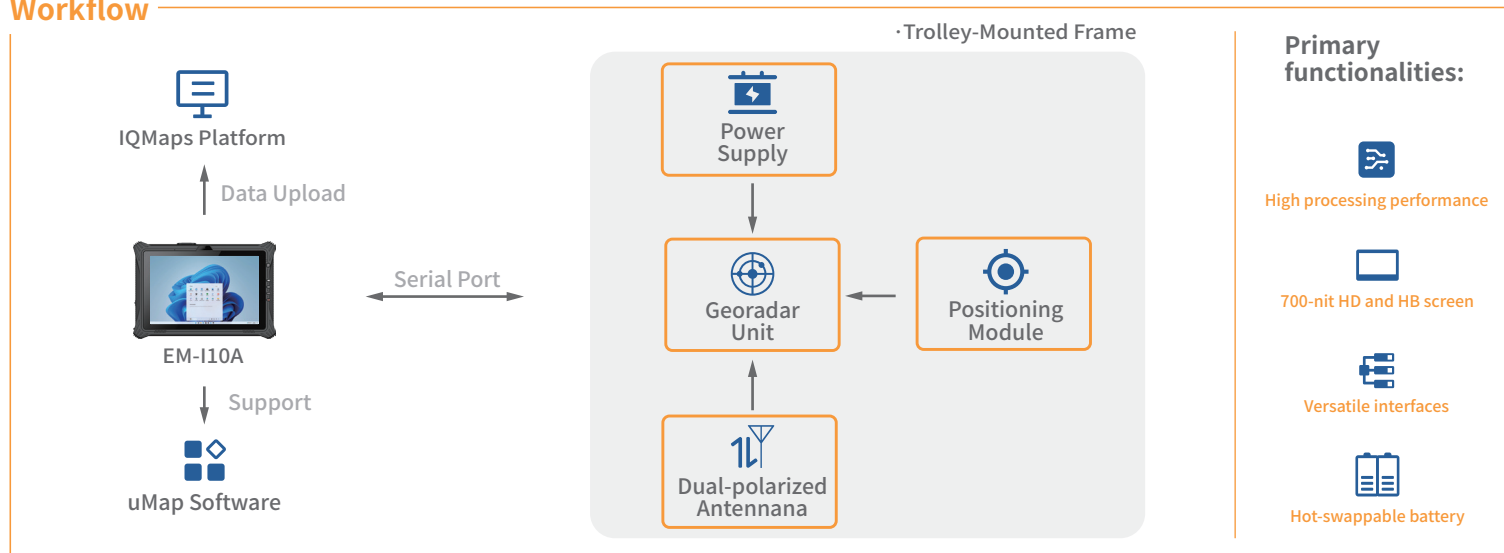 Workflow
·Trolley-Mounted Frame
IQMaps Platform
Data Upload
EM-I10A
Support
uMap Software
Serial Port
Power
Supply
Georadar
Unit
Positioning
Module
Dual-polarized
Antennana
Primary
functionalities:
High processing performance
700-nit HD and HB screen
Versatile interfaces
Hot-swappable battery